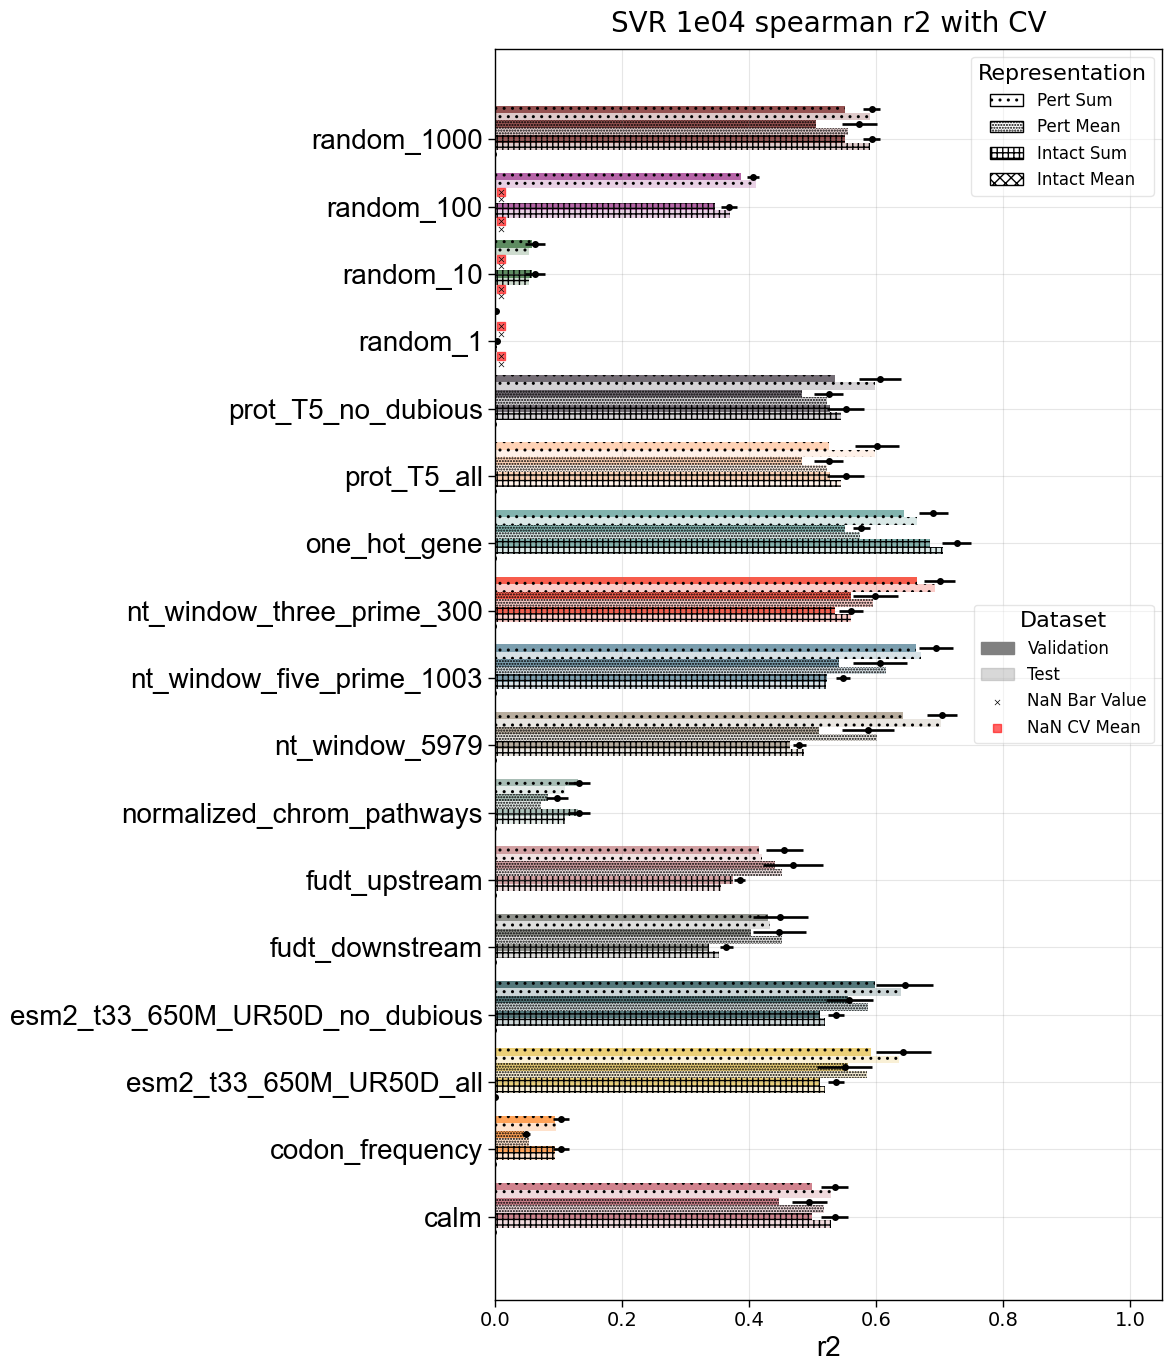 SVR 1e04 spearman r2 with CV
Representation
Pert Sum
Pert Mean
Intact Sum
Intact Mean
random_1000
random_100
random_10
random_1
prot_T5_no_dubious
prot_T5_all
one_hot_gene
nt_window_three_prime_300
nt_window_five_prime_1003
nt_window_5979
normalized_chrom_pathways
fudt_upstream
fudt_downstream
esm2_t33_650M_UR50D_no_dubious
esm2_t33_650M_UR50D_all
codon_frequency
calm
Dataset
Validation
Test
NaN Bar Value
NaN CV Mean
0.0 0.2 0.4 0.6 0.8 1.0
r2